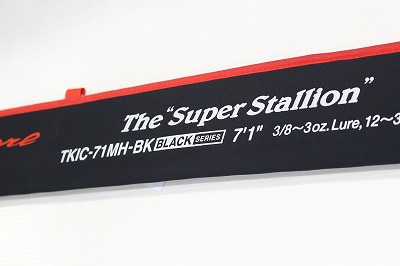 The "Super Stallion"
TKIC-71MH-BK BLACK SERIES 7'1" 3/8~3oz. Lure, 12~